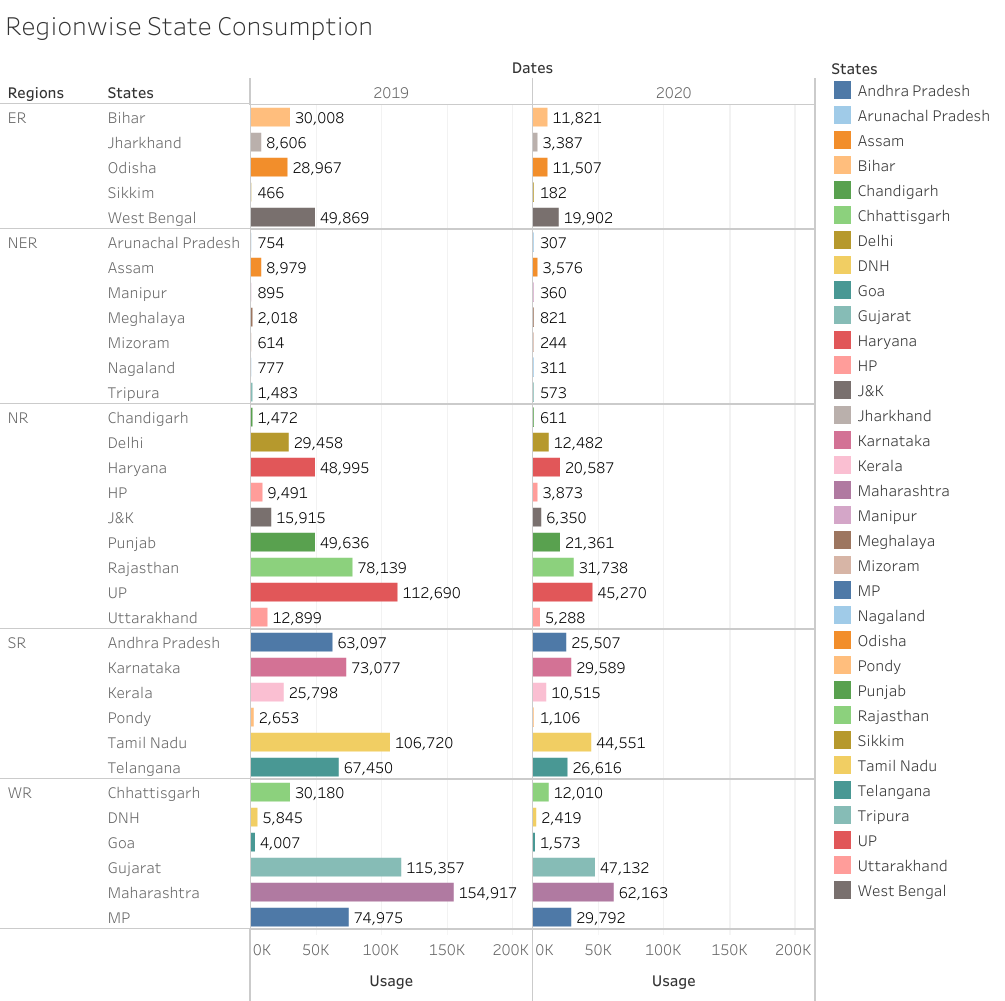 Regionwise State Consumption
Dates
Regions States 2019 2020
ER Bihar 30,008 11,821
Jharkhand 8,606 3,387
Odisha 28,967 11,507
Sikkim 466 182
West Bengal 49,869 19,902
NER Arunachal Pradesh 754 307
Assam 8,979 3,576
Manipur 895 360
Meghalaya 2,018 821
Mizoram 614 244
Nagaland 777 311
Tripura 1,483 573
NR Chandigarh 1,472 611
Delhi 29,458 12,482
Haryana 48,995 20,587
HP 9,491 3,873
J&K 15,915 6,350
Punjab 49,636 21,361
Rajasthan 78,139 31,738
UP 112,690 45,270
Uttarakhand 12,899 5,288
SR Andhra Pradesh 63,097 25,507
Karnataka 73,077 29,589
Kerala 25,798 10,515
Pondy 2,653 1,106
Tamil Nadu 106,720 44,551
Telangana 67,450 26,616
WR Chhattisgarh 30,180 12,010
DNH 5,845 2,419
Goa 4,007 1,573
Gujarat 115,357 47,132
Maharashtra 154,917 62,163
MP 74,975 29,792
0K 50K 100K 150K 200K 0K 50K 100K 150K 200K
Usage Usage
States
Andhra Pradesh
Arunachal Pradesh
Assam
Bihar
Chandigarh
Chhattisgarh
Delhi
DNH
Goa
Gujarat
Haryana
HP
J&K
Jharkhand
Karnataka
Kerala
Maharashtra
Manipur
Meghalaya
Mizoram
MP
Nagaland
Odisha
Pondy
Punjab
Rajasthan
Sikkim
Tamil Nadu
Telangana
Tripura
UP
Uttarakhand
West Bengal